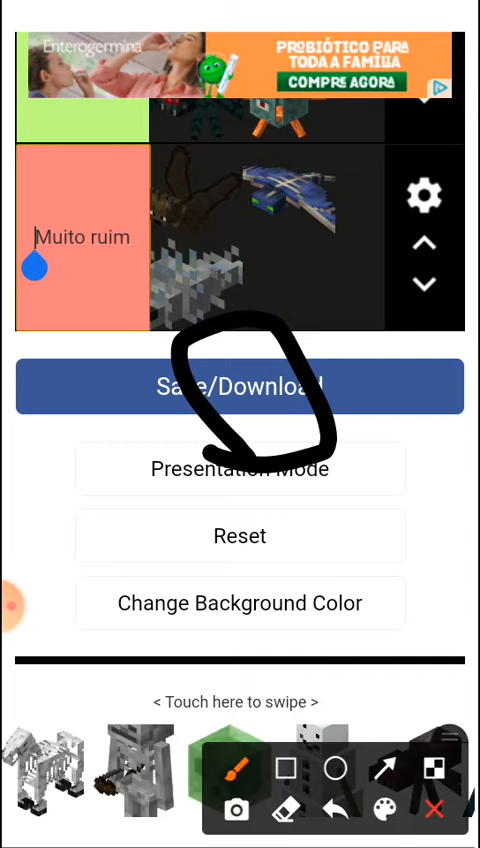 Enterogermina
PROBIÓTICO PARA
TODA A FAMÍLIA
COMPRE AGORA
Muito ruim
Save/Download
Presentation Mode
Reset
Change Background Color
< Touch here to swipe >